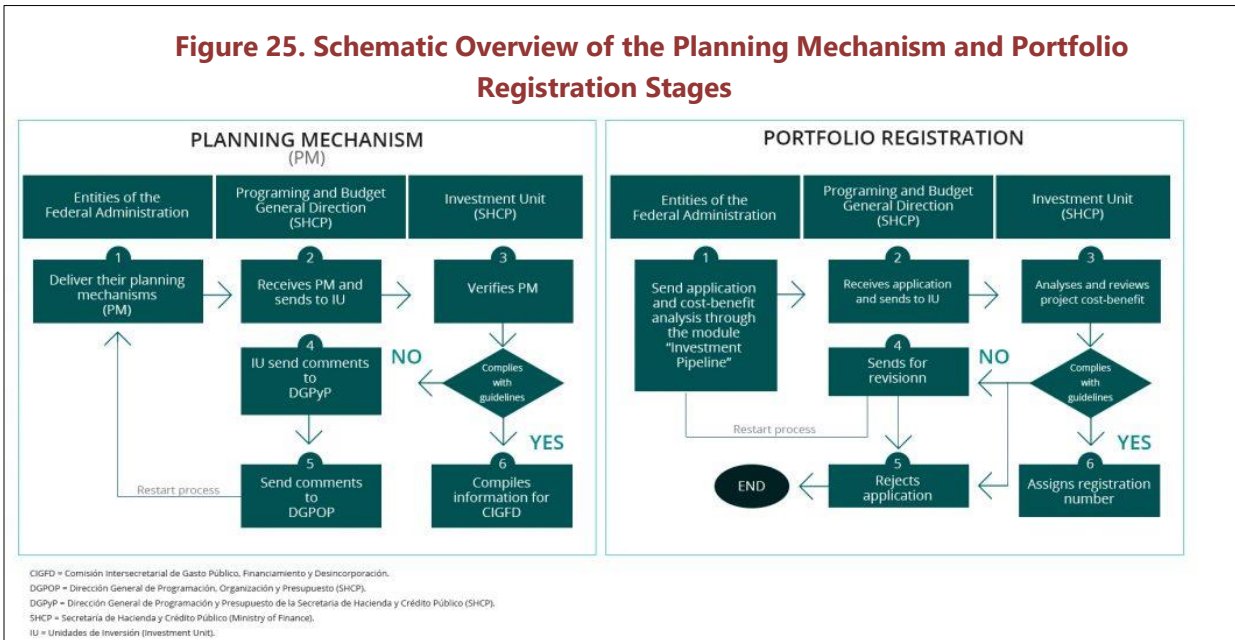 Figure 25. Schematic Overview of the Planning Mechanism and Portfolio
Registration Stages
PLANNING MECHANISM
(PM)
Entities of the
Federal Administration
Programing and Budget
General Direction
(SHCP)
Investment Unit
(SHCP)
1
Deliver their planning
mechanisms
(PM)
2
Receives PM and
sends to IU
3
Verifies PM
Complies
with
guidelines
NO
YES
4
IU send comments
to
DGPyP
5
Send comments
to
DGPOP
Restart process
6
Compiles
information for
CIGFD
PORTFOLIO REGISTRATION
Entities of the
Federal Administration
Programing and Budget
General Direction
(SHCP)
Investment Unit
(SHCP)
1
Send application
and cost-benefit
analysis through
the module
"Investment
Pipeline"
2
Receives application
and sends to IU
3
Analyses and reviews
project cost-benefit
Complies
with
guidelines
NO
YES
4
Sends for
revisionn
Restart process
5
Rejects
application
END
6
Assigns registration
number
CIGFD = Comisión Intersecretarial de Gasto Público, Financiamiento y Desincorporación.
DGPOP = Dirección General de Programación, Organización y Presupuesto (SHCP).
DGPyP = Dirección General de Programación y Presupuesto de la Secretaria de Hacienda y Crédito Público (SHCP).
SHCP = Secretaría de Hacienda y Crédito Público (Ministry of Finance).
IU = Unidades de Inversión (Investment Unit).